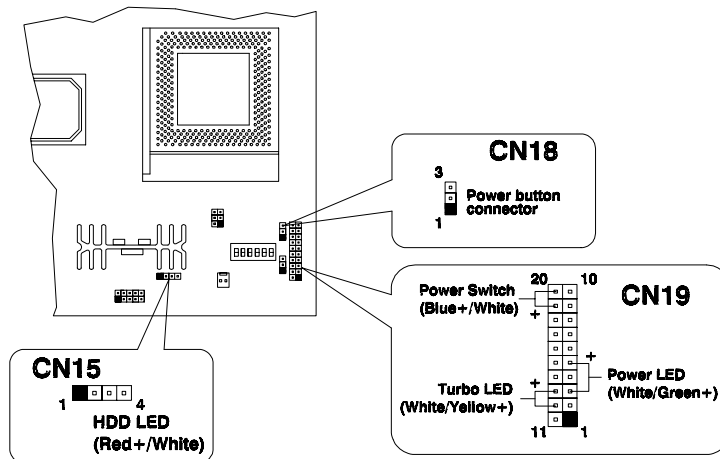 CN18
3
Power button
connector
1
20 10
CN19
Power Switch
(Blue+/White)
+
+
Power LED
(White/Green+)
+
Turbo LED
(White/Yellow+)
11 1
CN15
1 4
HDD LED
(Red+/White)